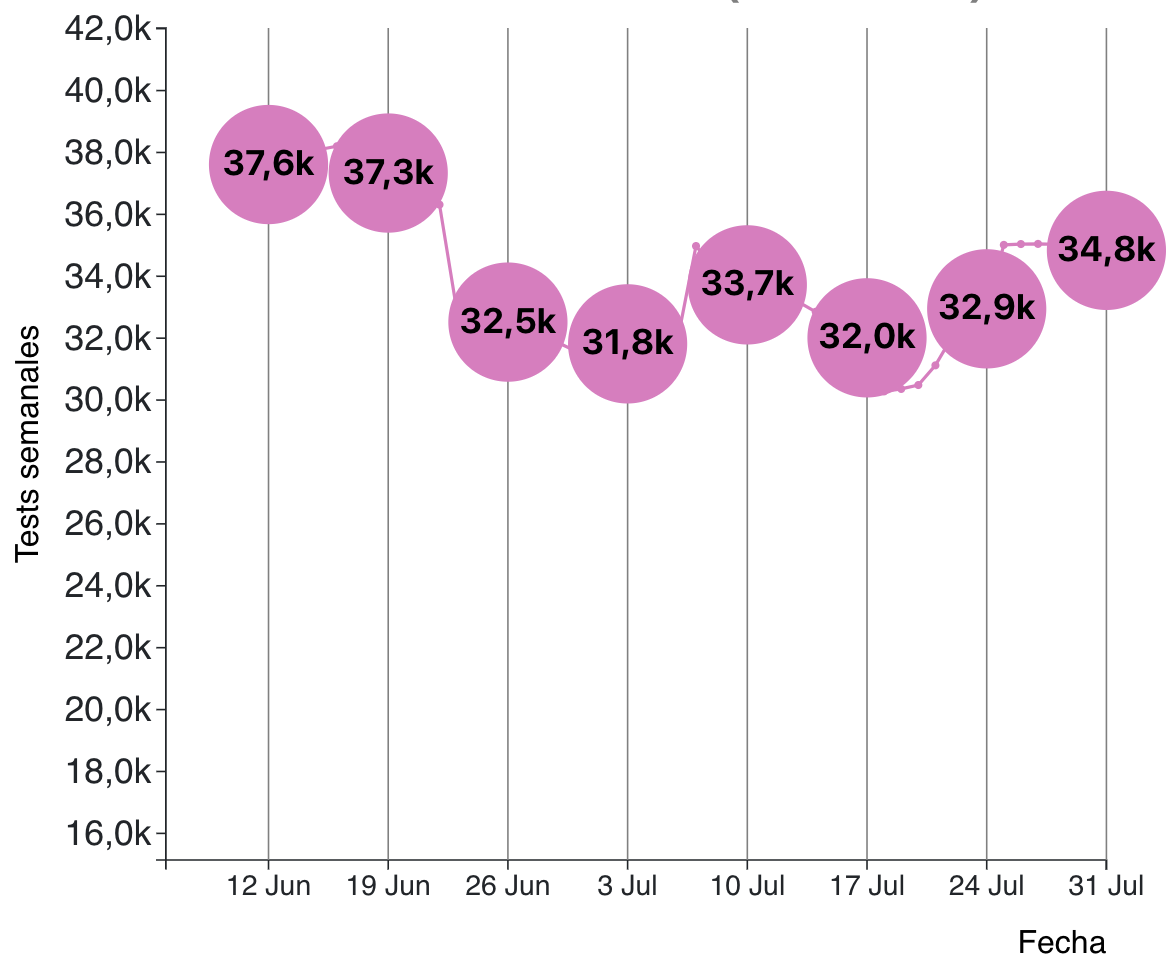 42,0k
40,0k
38,0k
36,0k
34,0k
32,0k
30,0k
28,0k
26,0k
24,0k
22,0k
20,0k
18,0k
16,0k
Tests semanales
37,6k
37,3k
32,5k
31,8k
33,7k
32,0k
32,9k
34,8k
12 Jun 19 Jun 26 Jun 3 Jul 10 Jul 17 Jul 24 Jul 31 Jul
Fecha